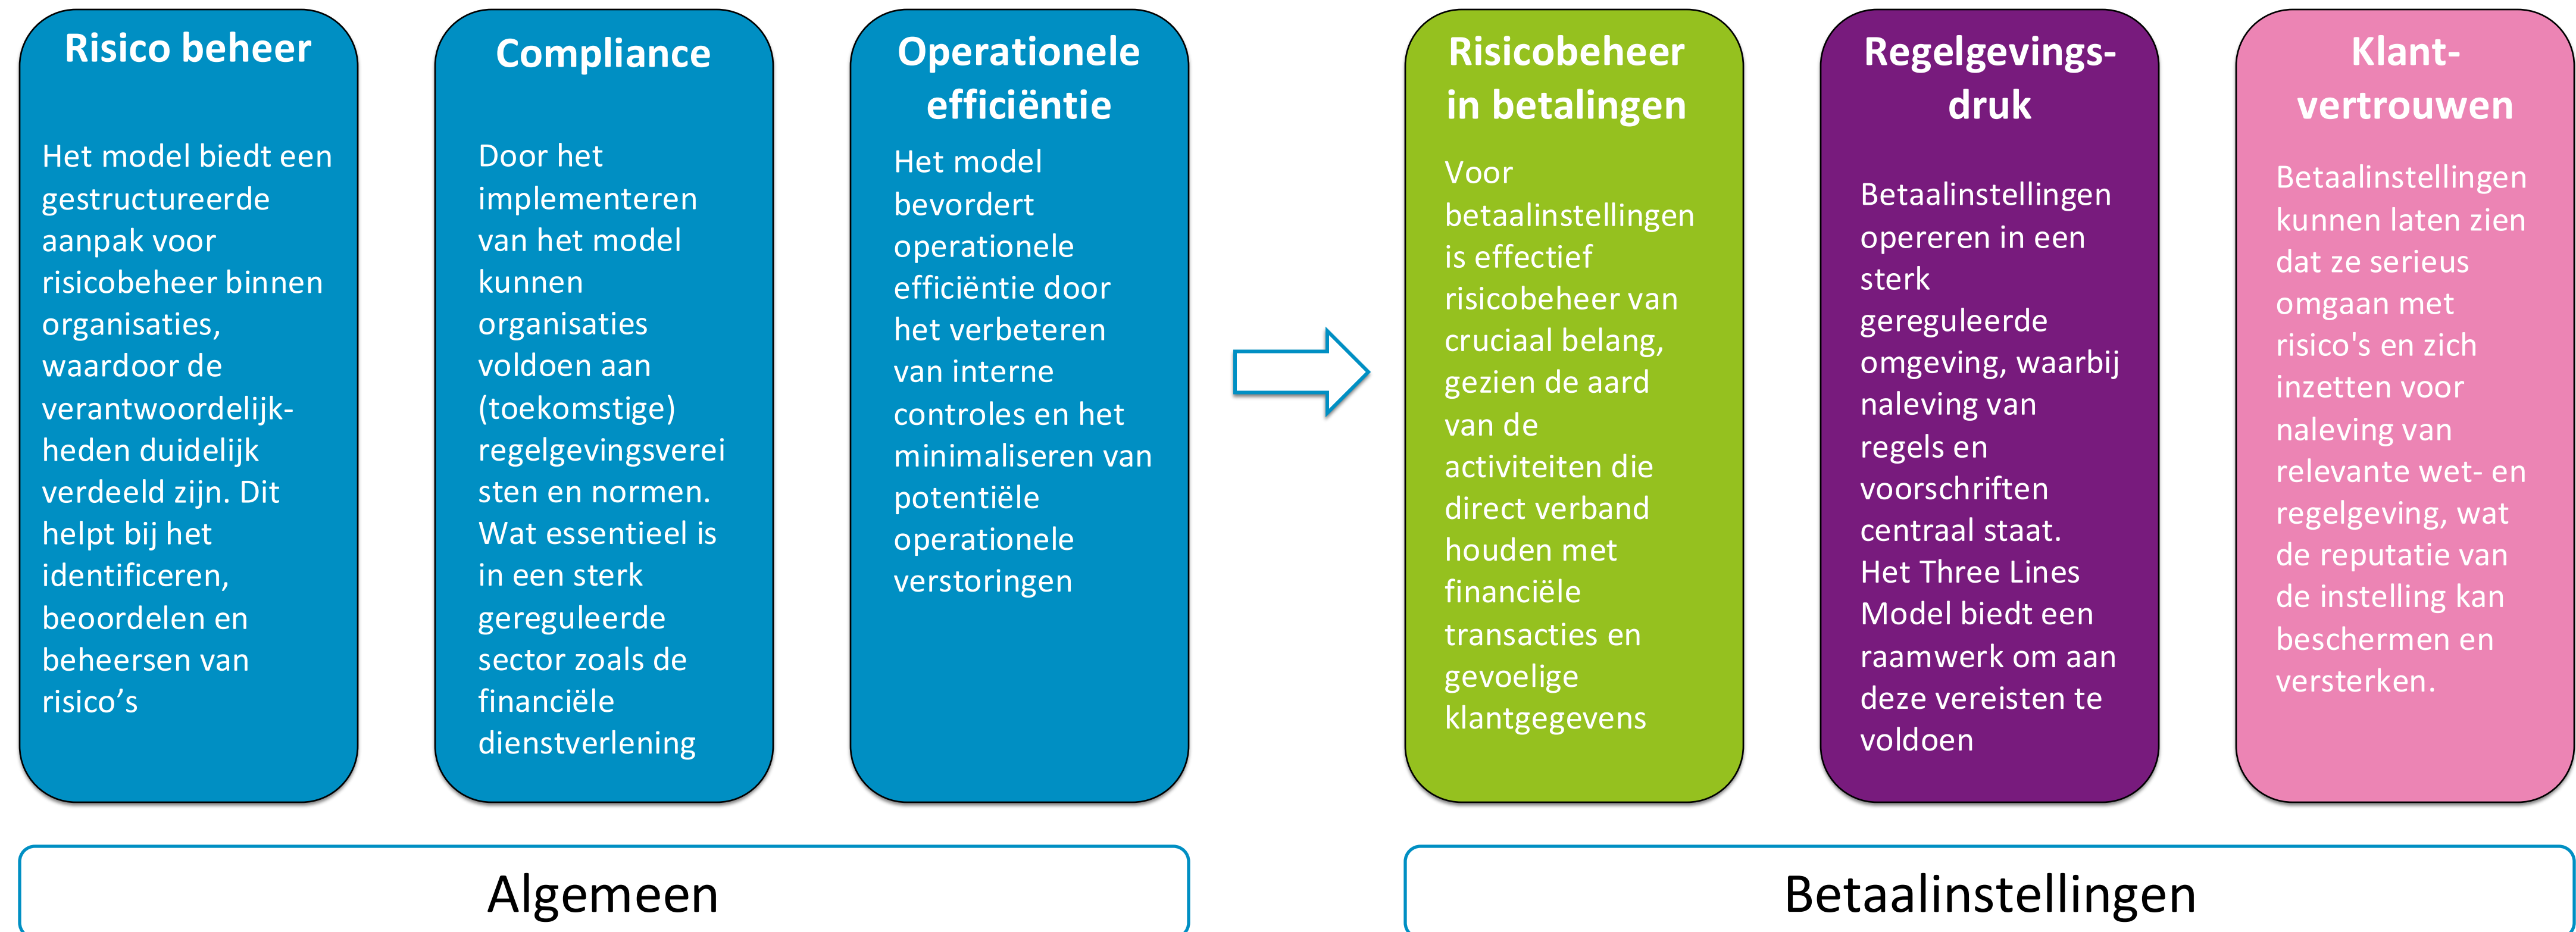 Risico beheer
Het model biedt een
gestructureerde
aanpak voor
risicobeheer binnen
organisaties,
waardoor de
verantwoordelijk-
heden duidelijk
verdeeld zijn. Dit
helpt bij het
identificeren,
beoordelen en
beheersen van
risico’s
Compliance
Door het
implementeren
van het model
kunnen
organisaties
voldoen aan
(toekomstige)
regelgevingsverei
sten en normen.
Wat essentieel is
in een sterk
gereguleerde
sector zoals de
financiële
dienstverlening
Operationele
efficiëntie
Het model
bevordert
operationele
efficiëntie door
het verbeteren
van interne
controles en het
minimaliseren van
potentiële
operationele
verstoringen
Risicobeheer
in betalingen
Voor
betaalinstellingen
is effectief
risicobeheer van
cruciaal belang,
gezien de aard
van de
activiteiten die
direct verband
houden met
financiële
transacties en
gevoelige
klantgegevens
Regelgevings-
druk
Betaalinstellingen
opereren in een
sterk
gereguleerde
omgeving, waarbij
naleving van
regels en
voorschriften
centraal staat.
Het Three Lines
Model biedt een
raamwerk om aan
deze vereisten te
voldoen
Klant-
vertrouwen
Betaalinstellingen
kunnen laten zien
dat ze serieus
omgaan met
risico's en zich
inzetten voor
naleving van
relevante wet- en
regelgeving, wat
de reputatie van
de instelling kan
beschermen en
versterken.
Algemeen
Betaalinstellingen